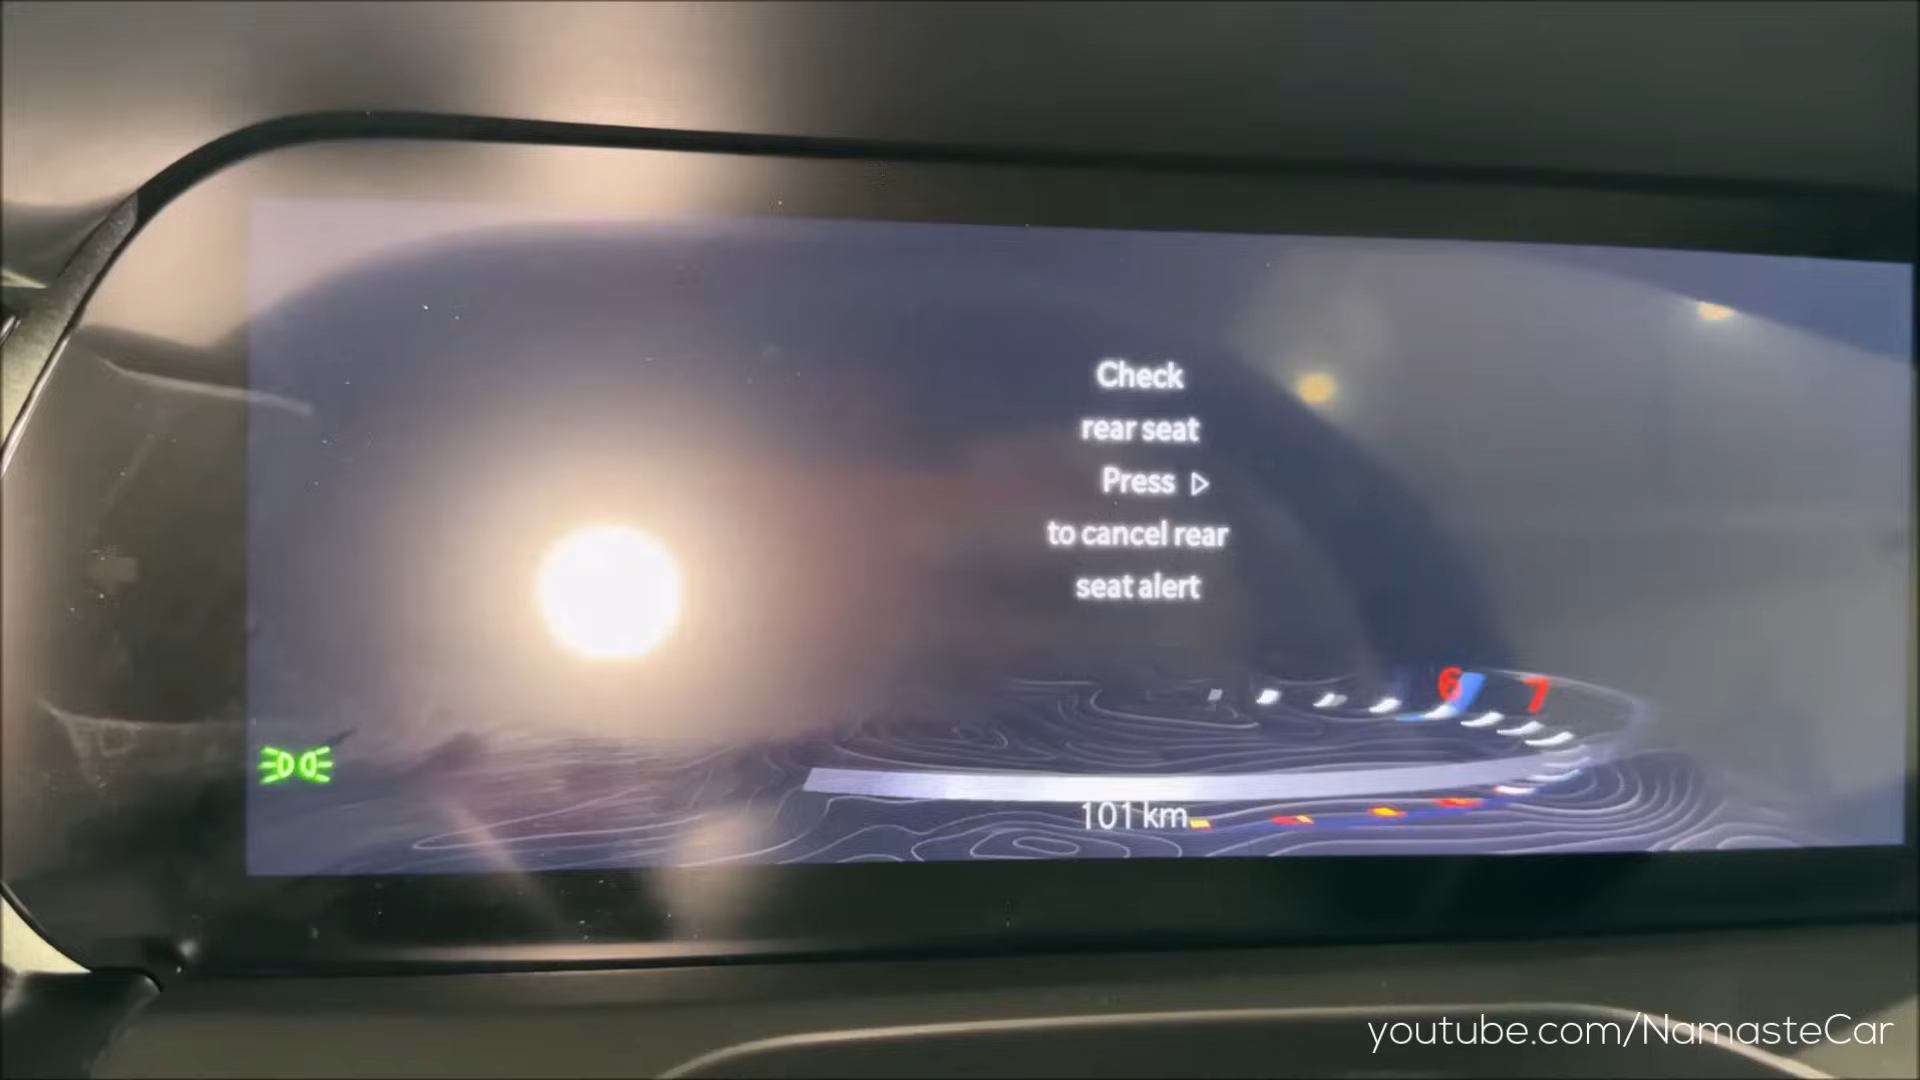 Check
rear seat
Press ▷
to cancel rear
seat alert
6 7
101 km
youtube.com/NamasteCar